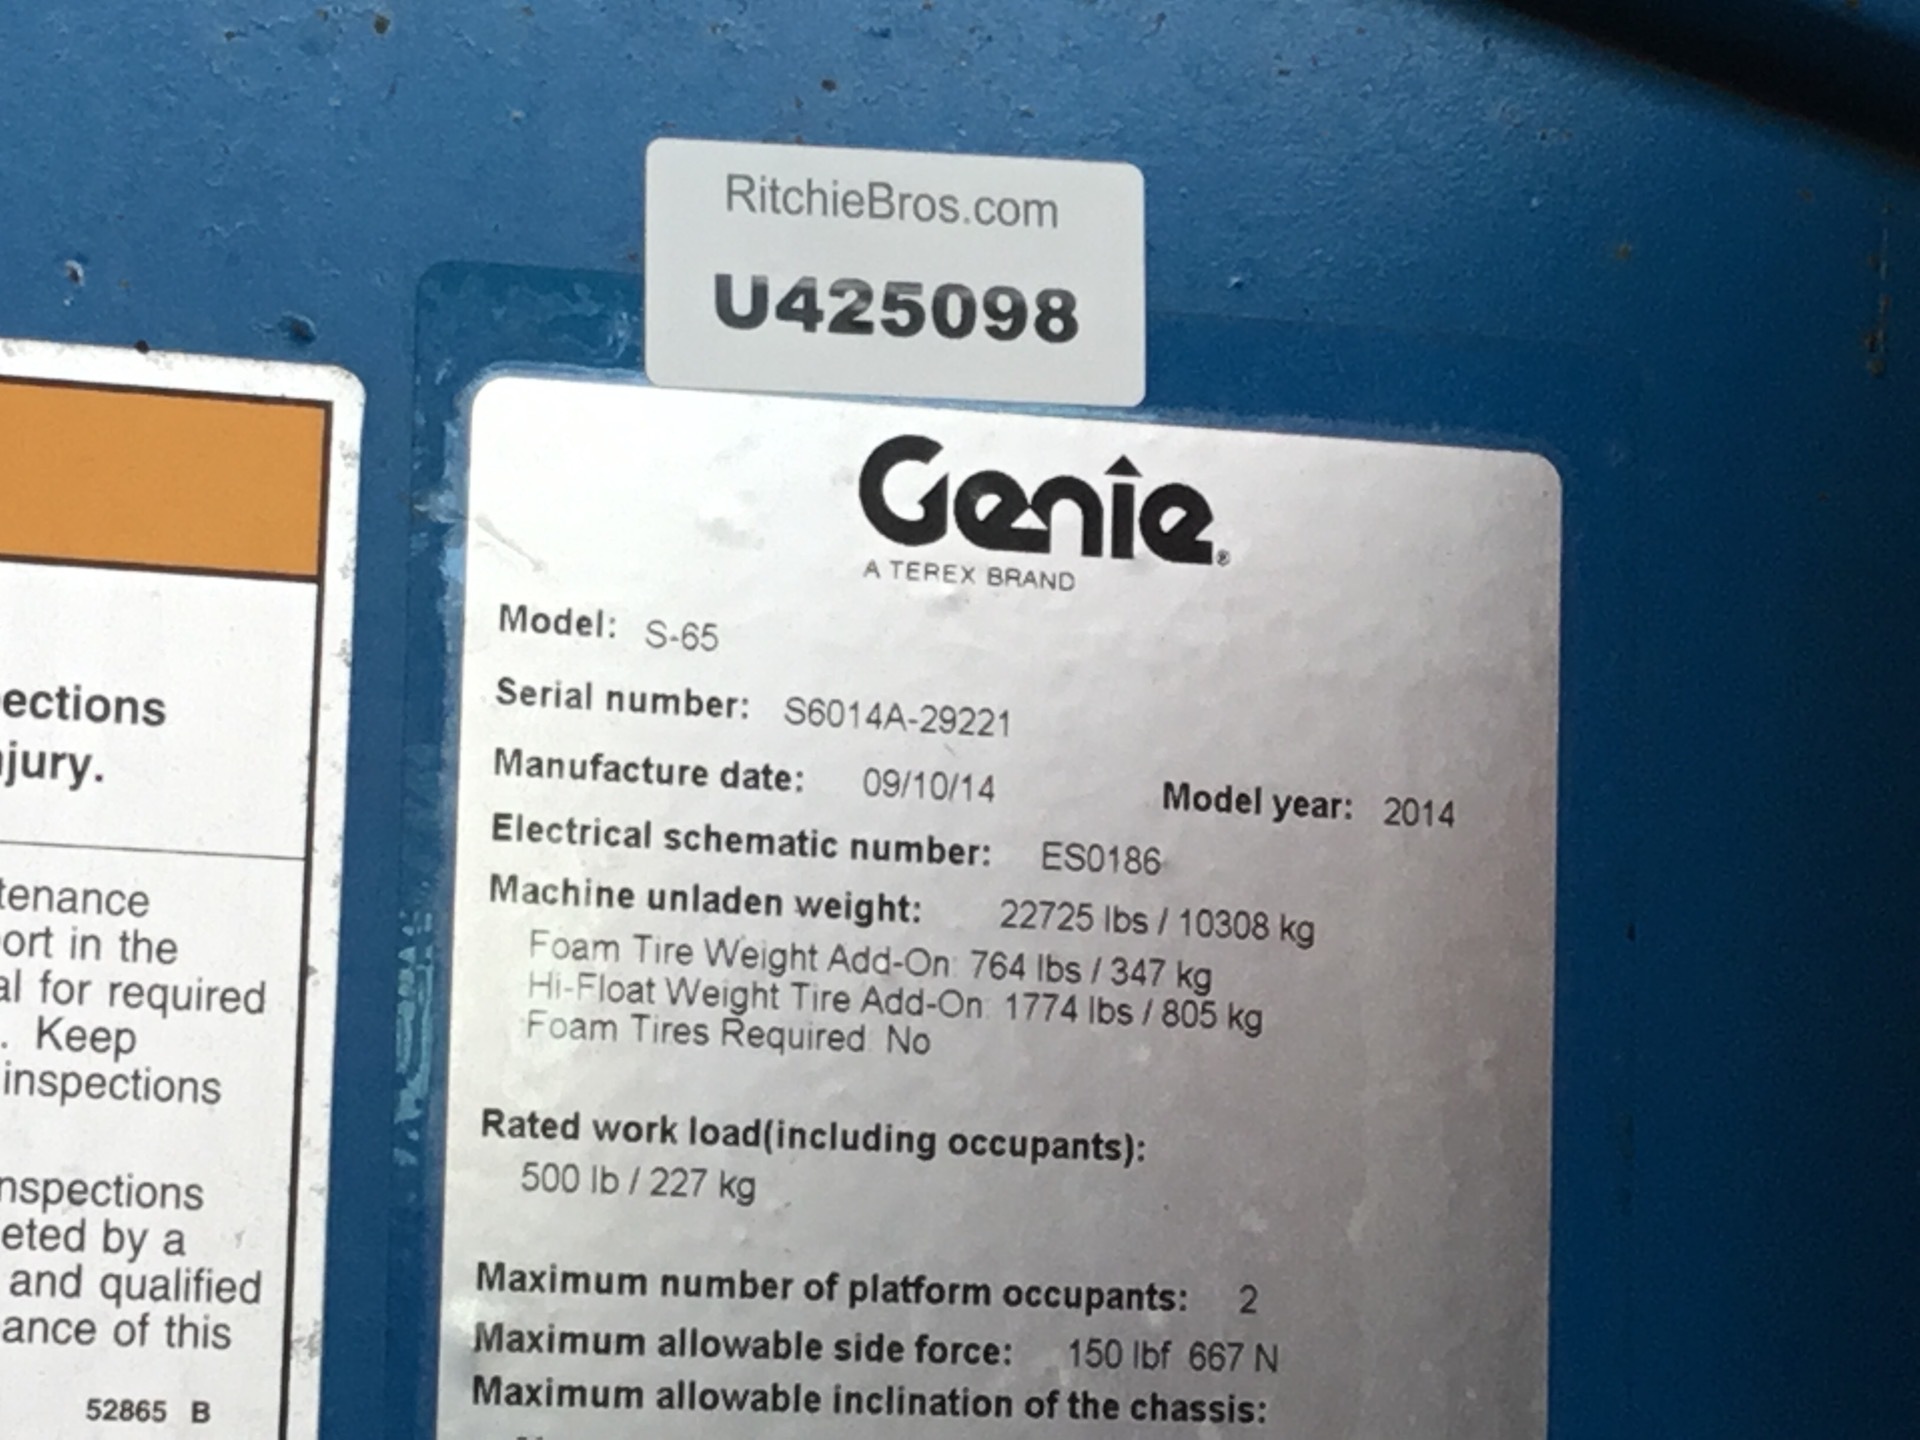 RitchieBros.com
U425098
Genie®
A TEREX BRAND
Model: S-65
Serial number: S6014A-29221
Manufacture date: 09/10/14 Model year: 2014
Electrical schematic number: ES0186
Machine unladen weight: 22725 lbs / 10308 kg
Foam Tire Weight Add-On: 764 lbs / 347 kg
Hi-Float Weight Tire Add-On: 1774 lbs / 805 kg
Foam Tires Required: No
Rated work load(including occupants):
500 lb / 227 kg
Maximum number of platform occupants: 2
Maximum allowable side force: 150 lbf 667 N
Maximum allowable inclination of the chassis:
ections
jury.
tenance
ort in the
al for required
. Keep
inspections
nspections
eted by a
and qualified
ance of this
52865 B